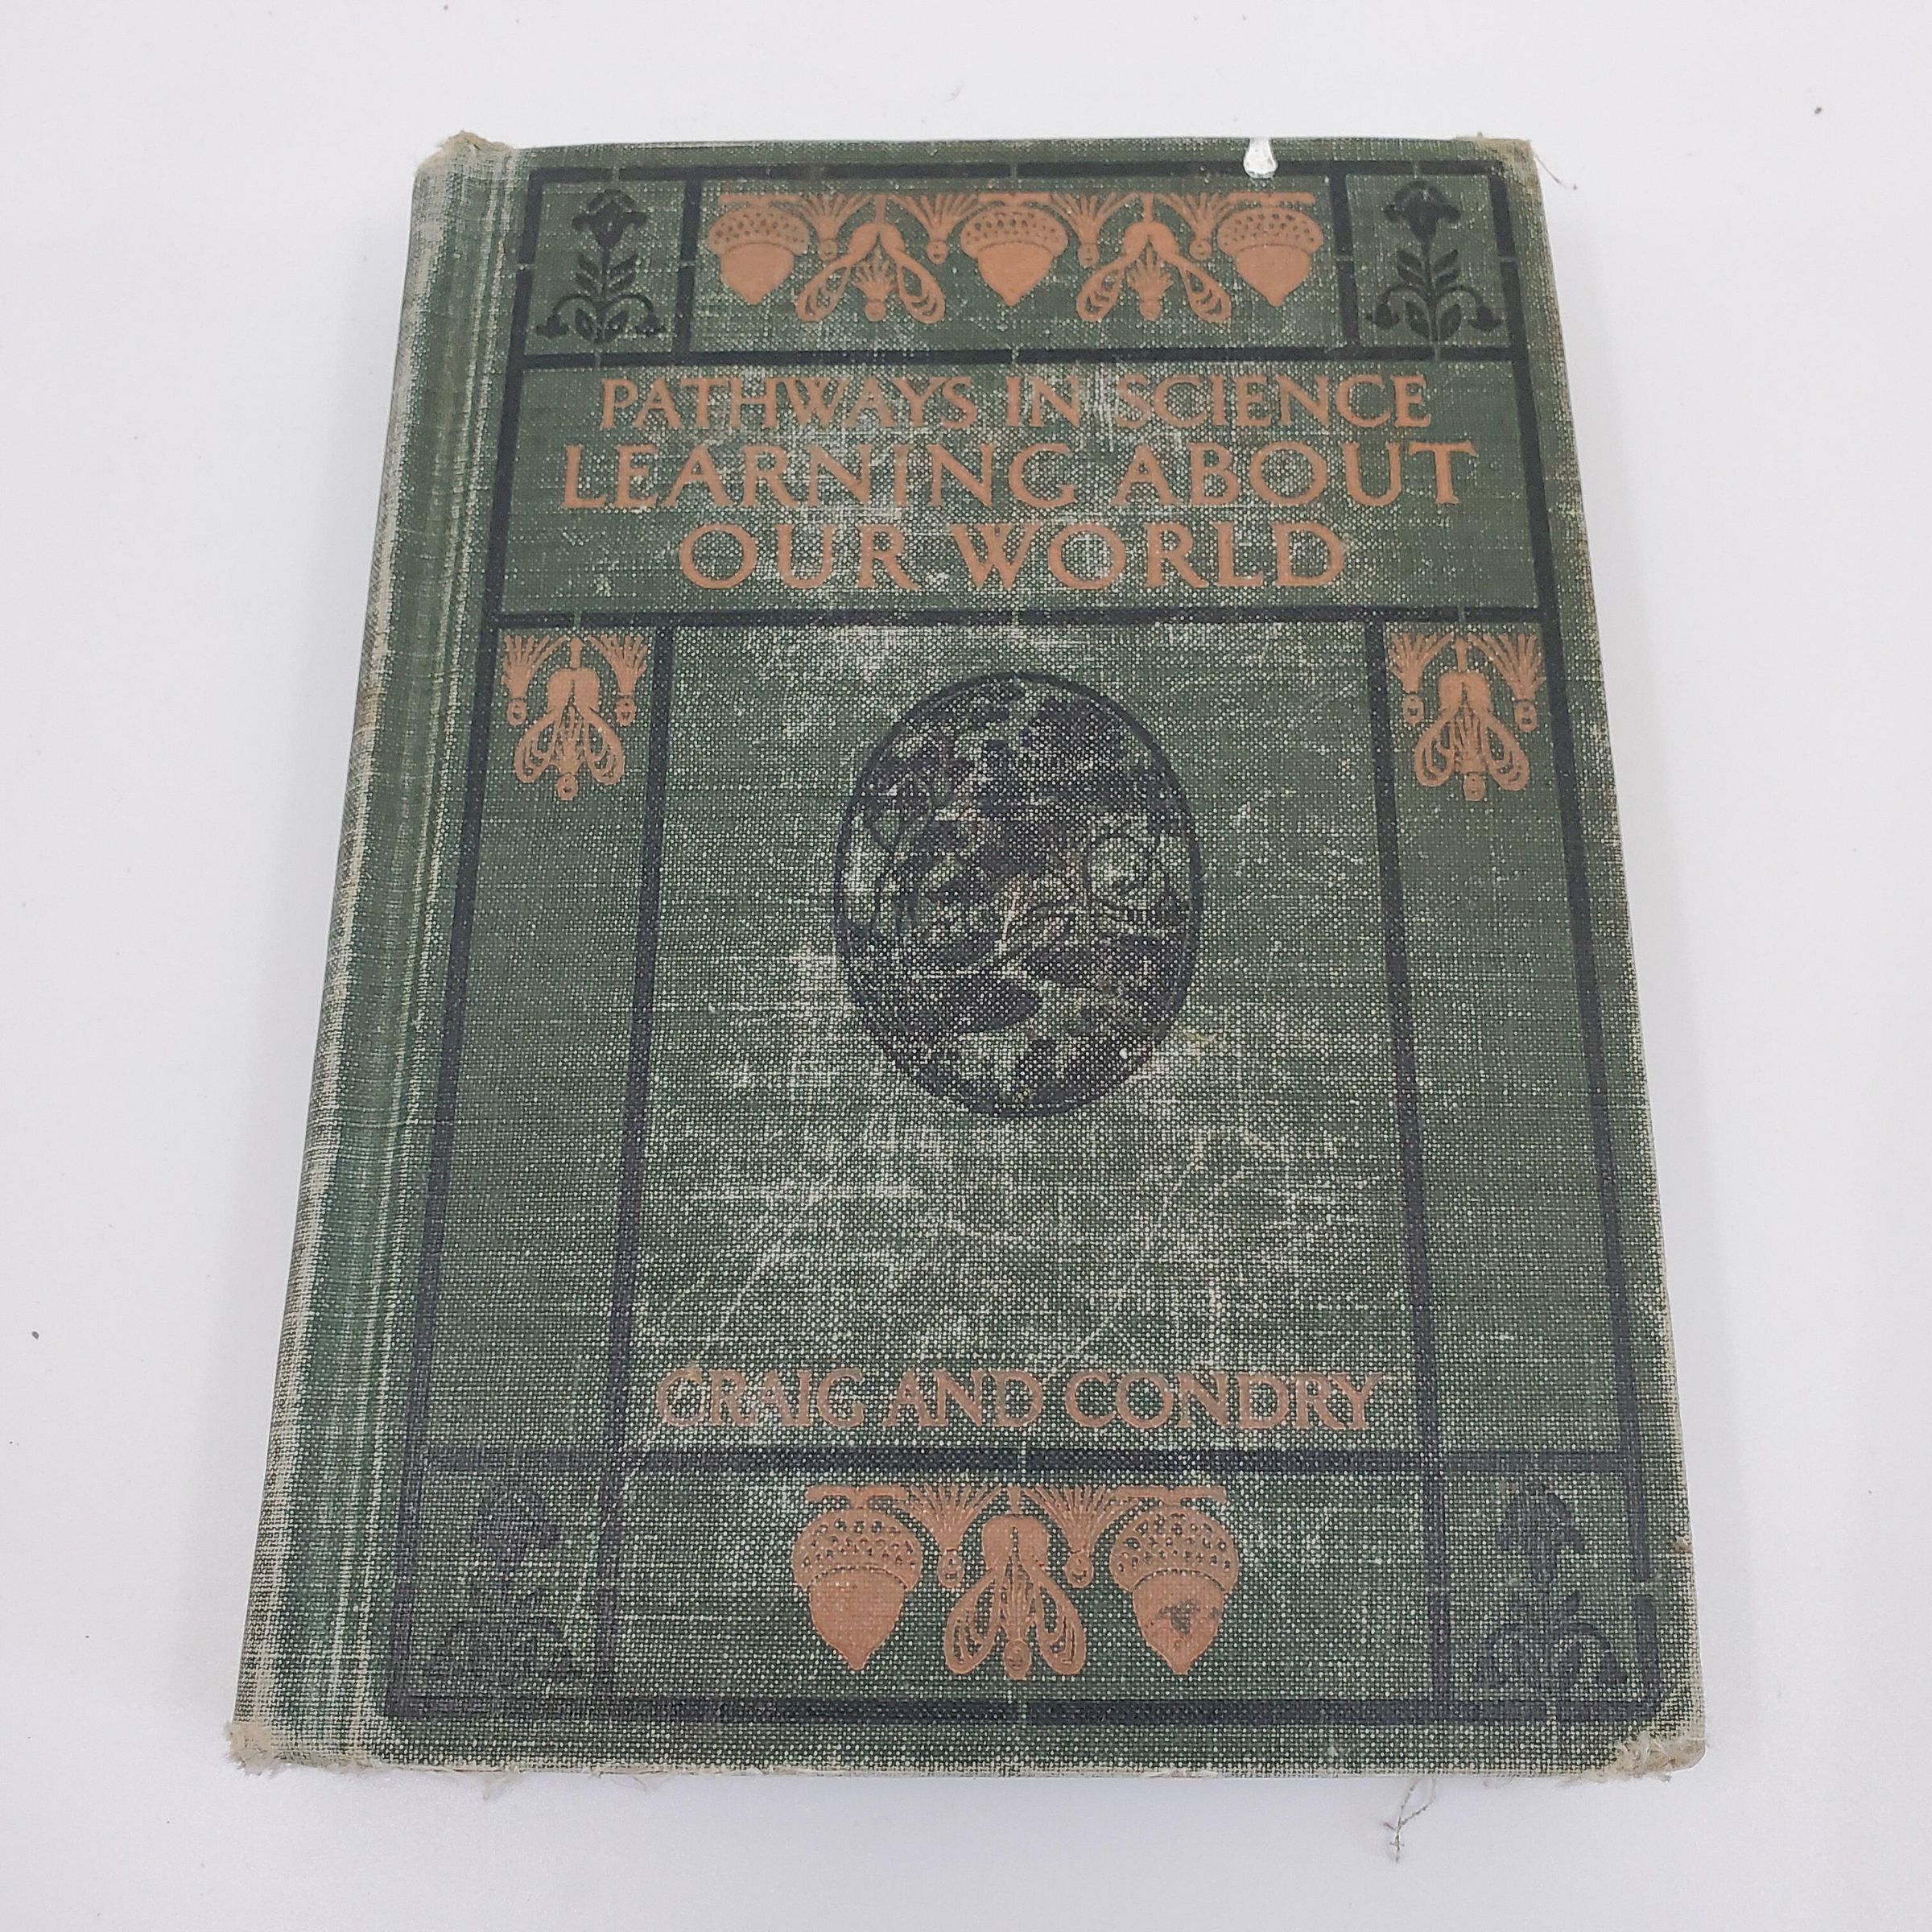 PATHWAYS IN SCIENCE
LEARNING ABOUT
OUR WORLD
CRAIG AND CONDRY